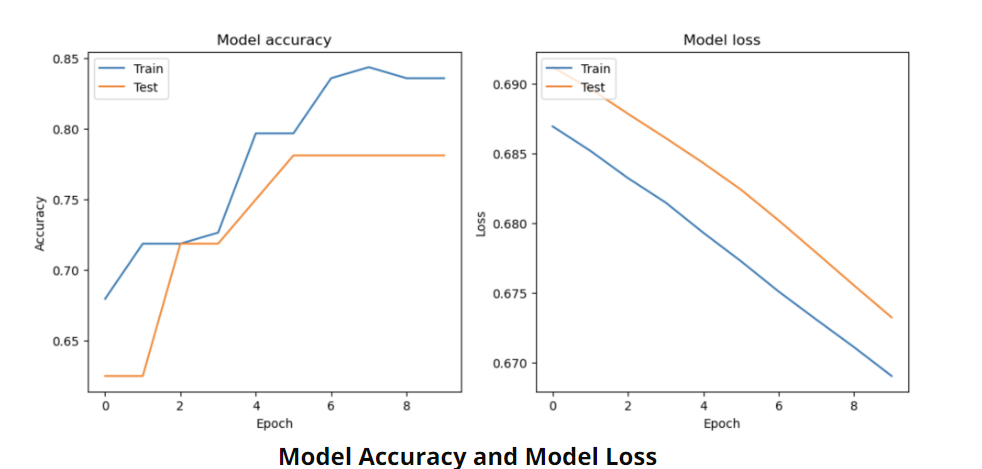 Model accuracy
0.85
0.80
0.75
0.70
0.65
Accuracy
Train
Test
0 2 4 6 8
Epoch
Model loss
0.690
0.685
0.680
0.675
0.670
Loss
Train
Test
0 2 4 6 8
Epoch
Model Accuracy and Model Loss